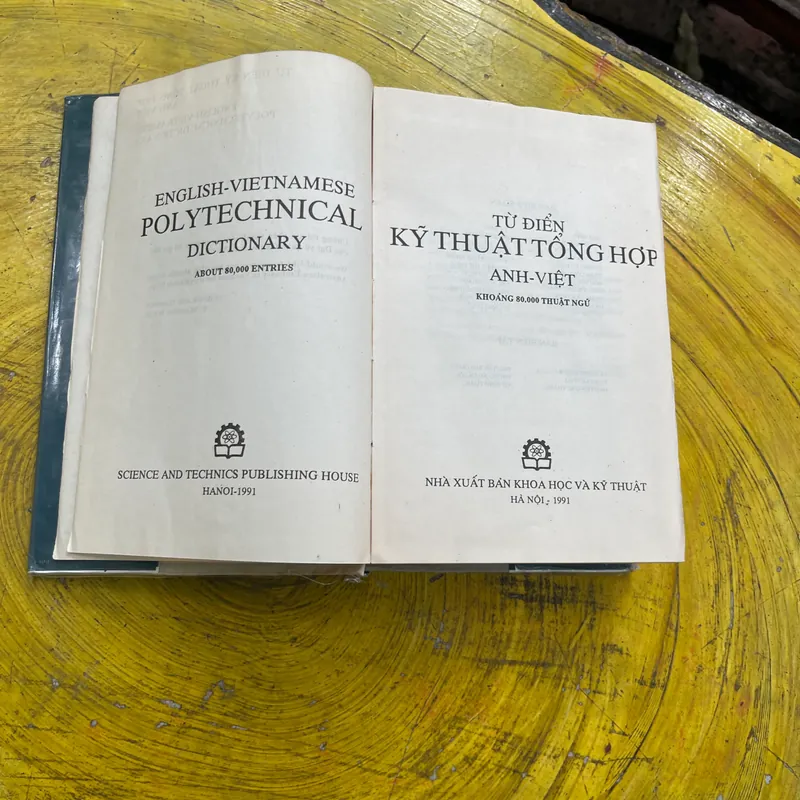 ENGLISH-VIETNAMESE
POLYTECHNICAL
DICTIONARY
ABOUT 80,000 ENTRIES
SCIENCE AND TECHNICS PUBLISHING HOUSE
HANOI-1991
TỪ ĐIỂN
KỸ THUẬT TỔNG HỢP
ANH-VIỆT
KHOẢNG 80.000 THUẬT NGỮ
NHÀ XUẤT BẢN KHOA HỌC VÀ KỸ THUẬT
HÀ NỘI - 1991